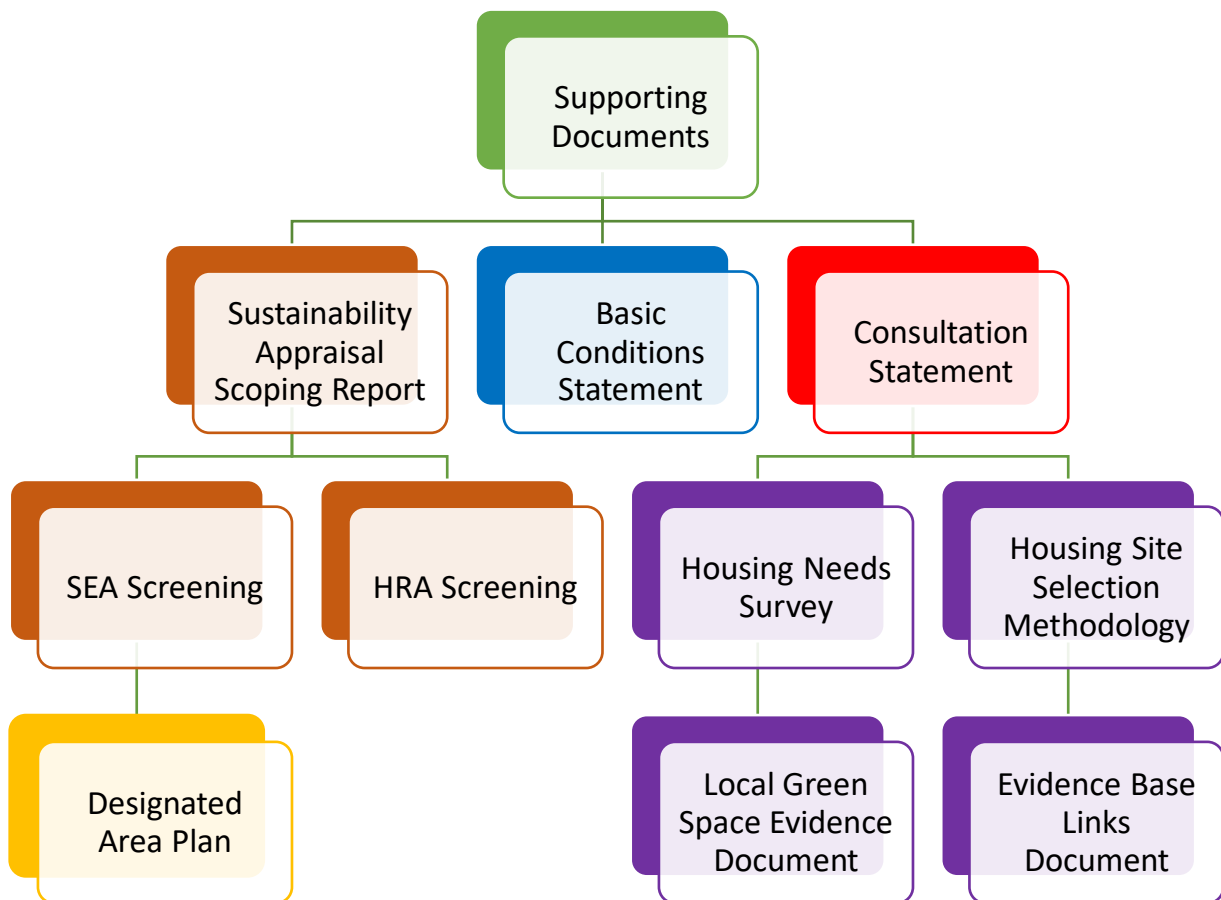 Supporting
Documents
Sustainability
Appraisal
Scoping Report
Basic
Conditions
Statement
Consultation
Statement
SEA Screening
HRA Screening
Housing Needs
Survey
Housing Site
Selection
Methodology
Designated
Area Plan
Local Green
Space Evidence
Document
Evidence Base
Links
Document